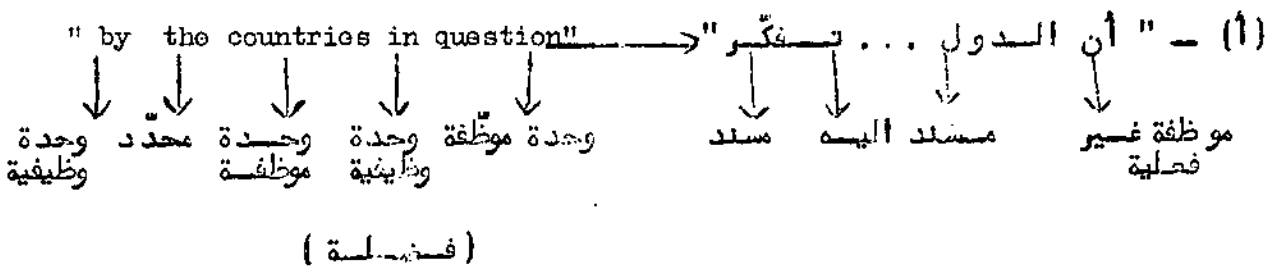 (أ) ـ " أن الدول ... تفكّر" ← " by the countries in question"
موظفة غير فعلية مسند اليه مسند وحدة موظّفة وحدة وظيفية وحدة موظفة محدّد وحدة وظيفية
(فضلة)